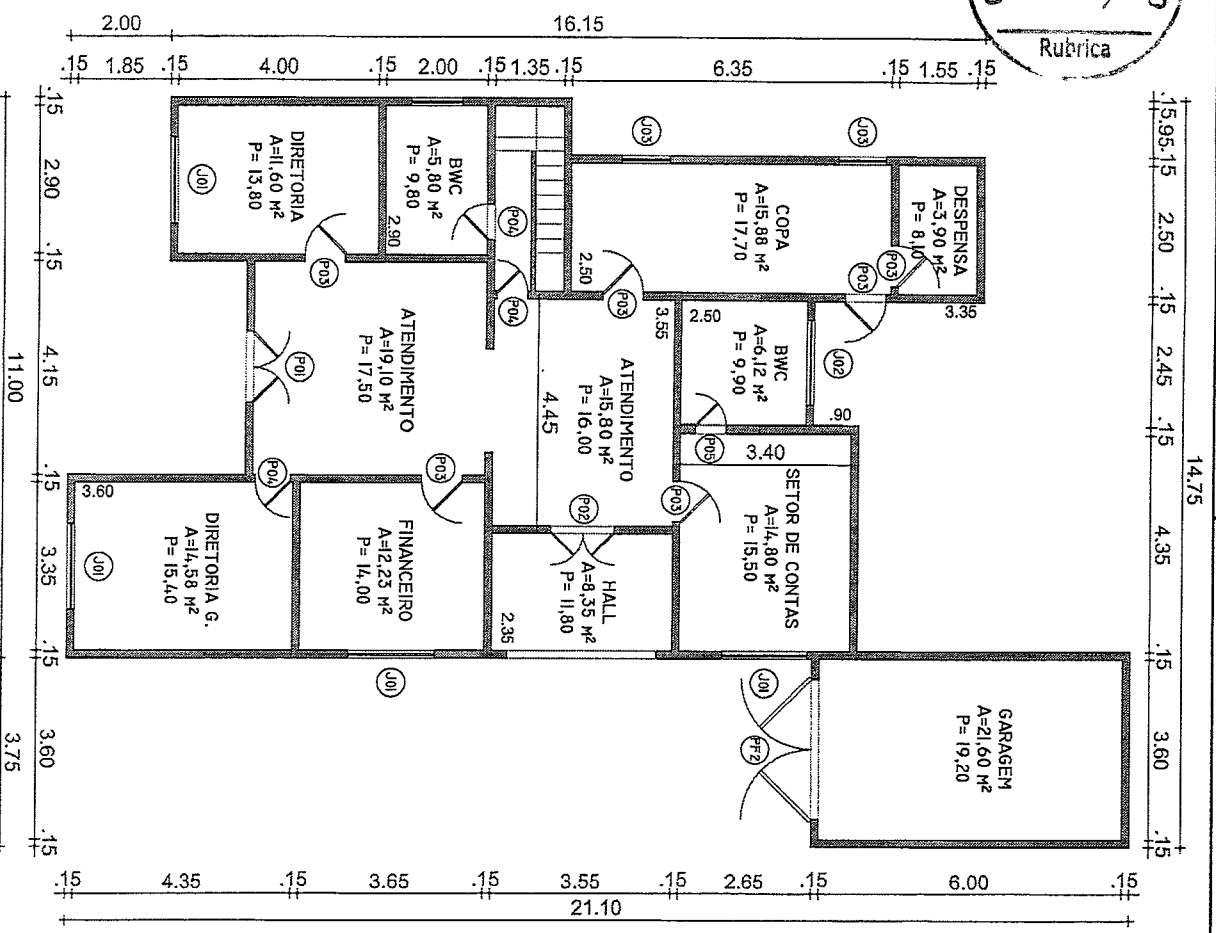 Rubrica
2.00 16.15
.15 1.85 .15 4.00 .15 2.00 .15 1.35 .15 6.35 .15 1.55 .15
.15 2.90 .15 4.15 .15 3.35 .15 3.60 .15
11.00 3.75
.15 .95 .15 2.50 .15 2.45 .15 4.35 .15 3.60 .15
14.75
DIRETORIA
A=11,60 M²
P= 13,80
J01
BWC
A=5,80 M²
P= 9,80
2.90
P04
P03
COPA
A=15,88 M²
P= 17,70
2.50
J03
J03
P03
DESPENSA
A=3,90 M²
P= 8,10
P03
P03
3.35
ATENDIMENTO
A=19,10 M²
P= 17,50
P01
P04
P03
P04
ATENDIMENTO
A=15,80 M²
P= 16,00
3.55
4.45
P02
P03
BWC
A=6,12 M²
P= 9,90
2.50
J02
.90
P05
3.40
DIRETORIA G.
A=14,58 M²
P= 15,40
3.60
J01
FINANCEIRO
A=12,23 M²
P= 14,00
J01
HALL
A=8,35 M²
P= 11,80
2.35
SETOR DE CONTAS
A=14,80 M²
P= 15,50
J01
PF2
GARAGEM
A=21,60 M²
P= 19,20
.15 4.35 .15 3.65 .15 3.55 .15 2.65 .15 6.00 .15
21.10